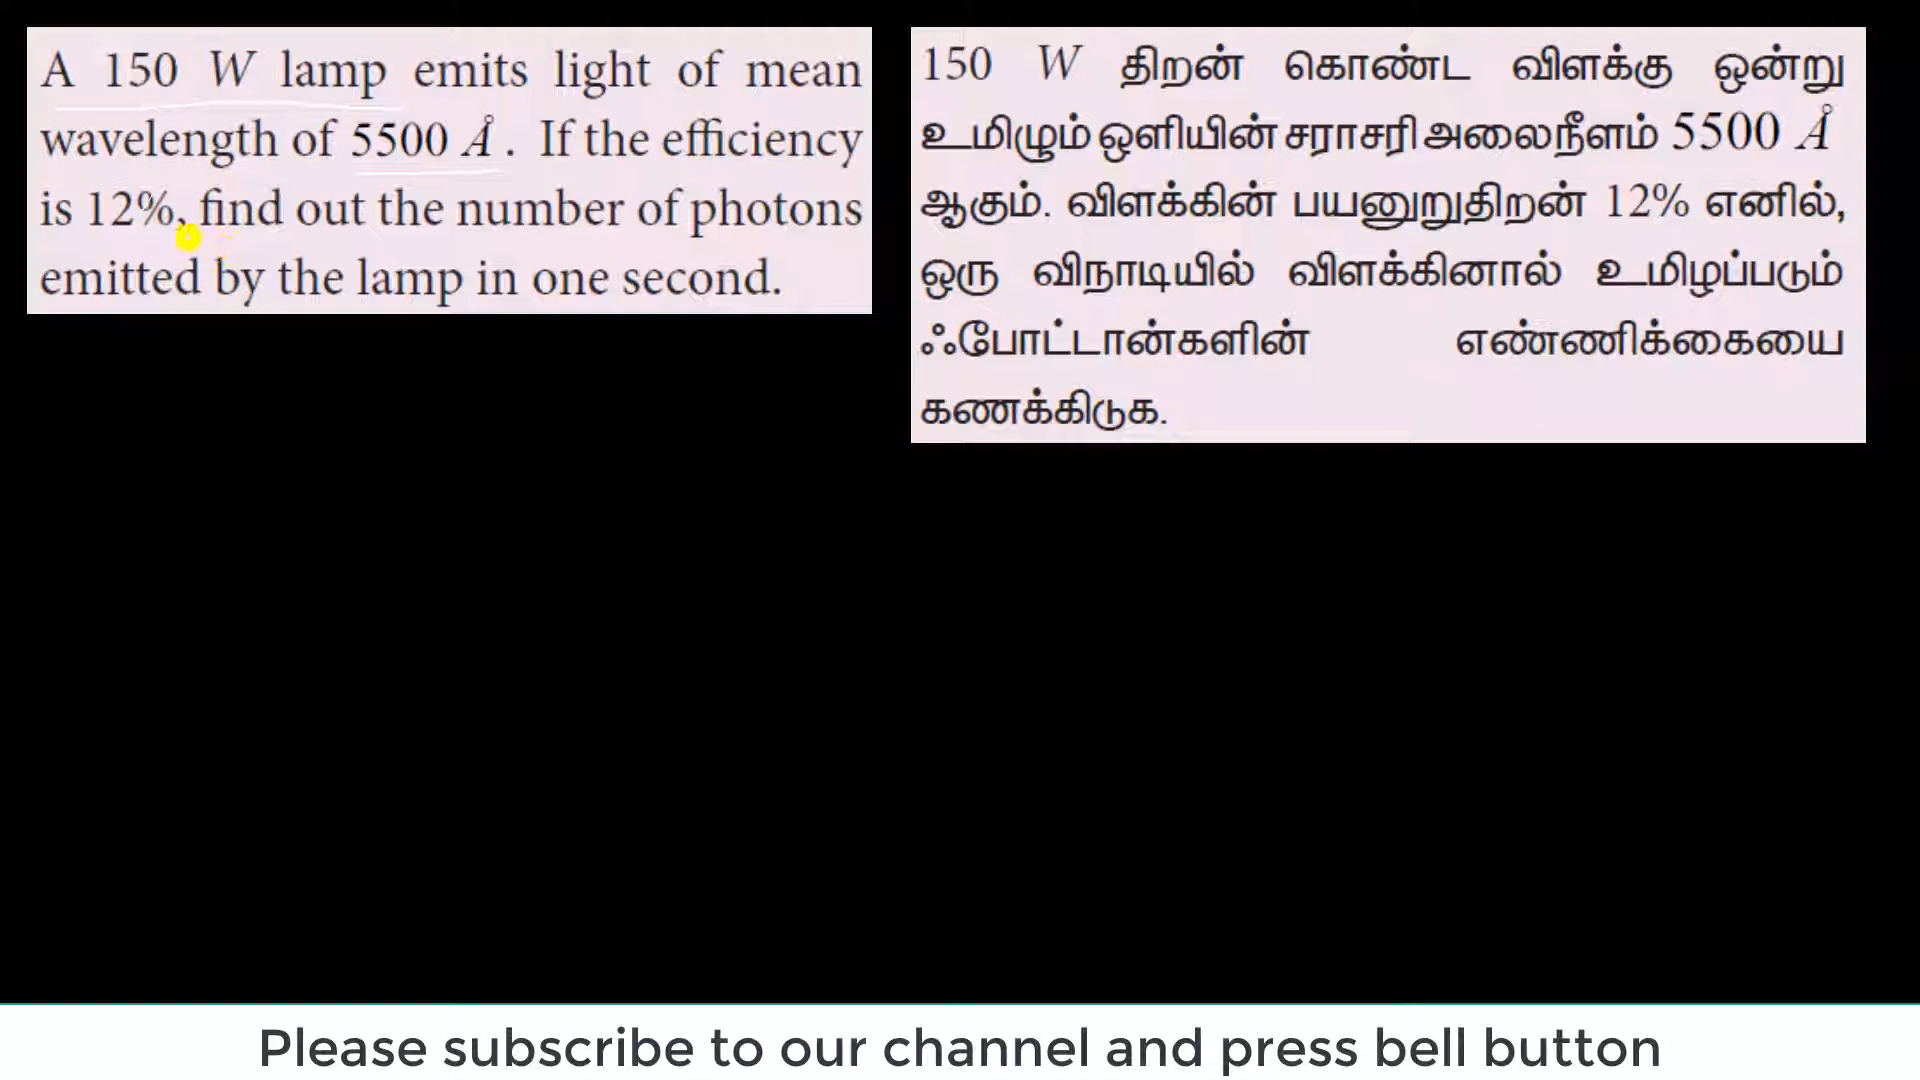 A 150 W lamp emits light of mean
wavelength of 5500 Å. If the efficiency
is 12%, find out the number of photons
emitted by the lamp in one second.
150 W திறன் கொண்ட விளக்கு ஒன்று
உமிழும் ஒளியின் சராசரி அலைநீளம் 5500 Å
ஆகும். விளக்கின் பயனுறுதிறன் 12% எனில்,
ஒரு விநாடியில் விளக்கினால் உமிழப்படும்
ஃபோட்டான்களின் எண்ணிக்கையை
கணக்கிடுக.
Please subscribe to our channel and press bell button